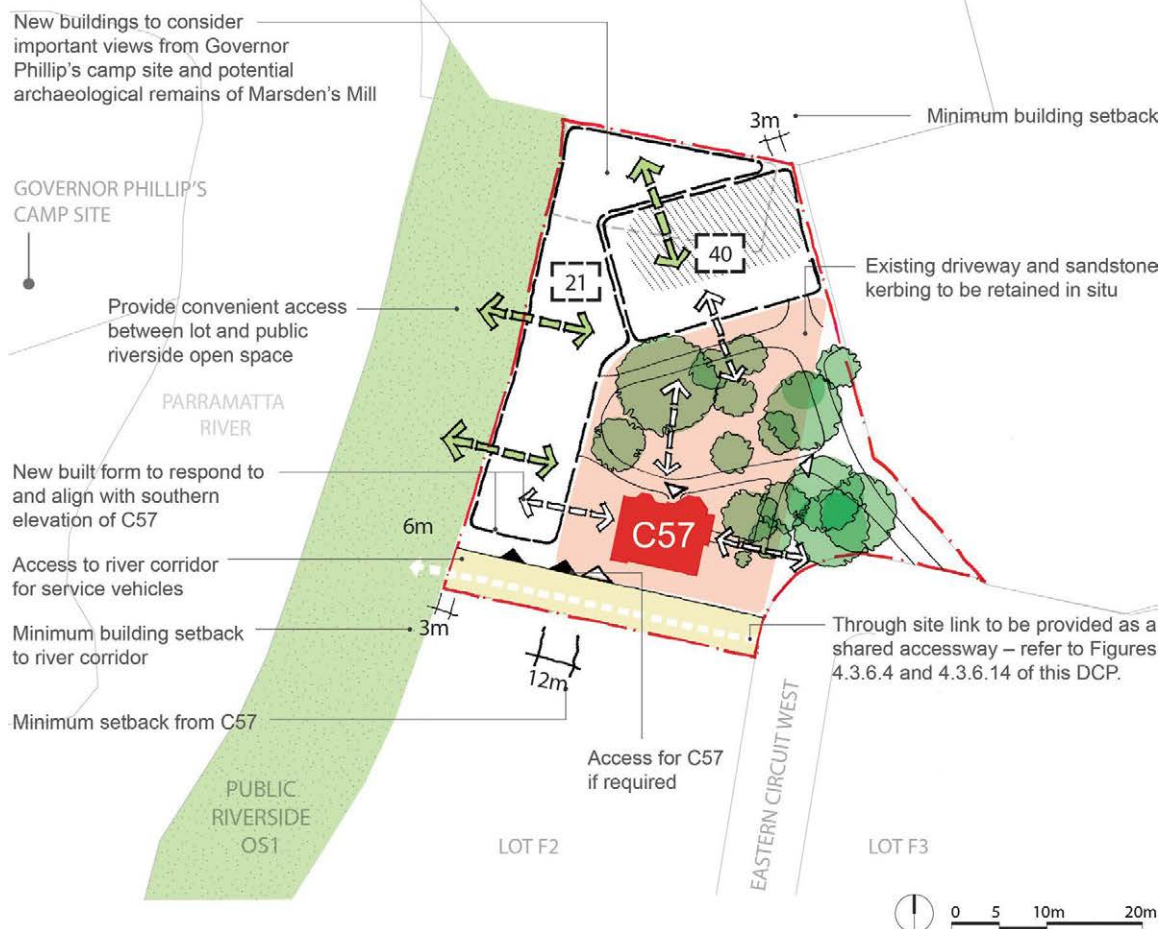 New buildings to consider
important views from Governor
Phillip's camp site and potential
archaeological remains of Marsden's Mill
3m
Minimum building setback
GOVERNOR PHILLIP'S
CAMP SITE
40
21
Existing driveway and sandstone
kerbing to be retained in situ
Provide convenient access
between lot and public
riverside open space
PARRAMATTA
RIVER
New built form to respond to
and align with southern
elevation of C57
6m
C57
Access to river corridor
for service vehicles
Minimum building setback
to river corridor
3m
Through site link to be provided as a
shared accessway – refer to Figures
4.3.6.4 and 4.3.6.14 of this DCP.
12m
Minimum setback from C57
Access for C57
if required
PUBLIC
RIVERSIDE
OS1
LOT F2
EASTERN CIRCUIT WEST
LOT F3
0 5 10m 20m